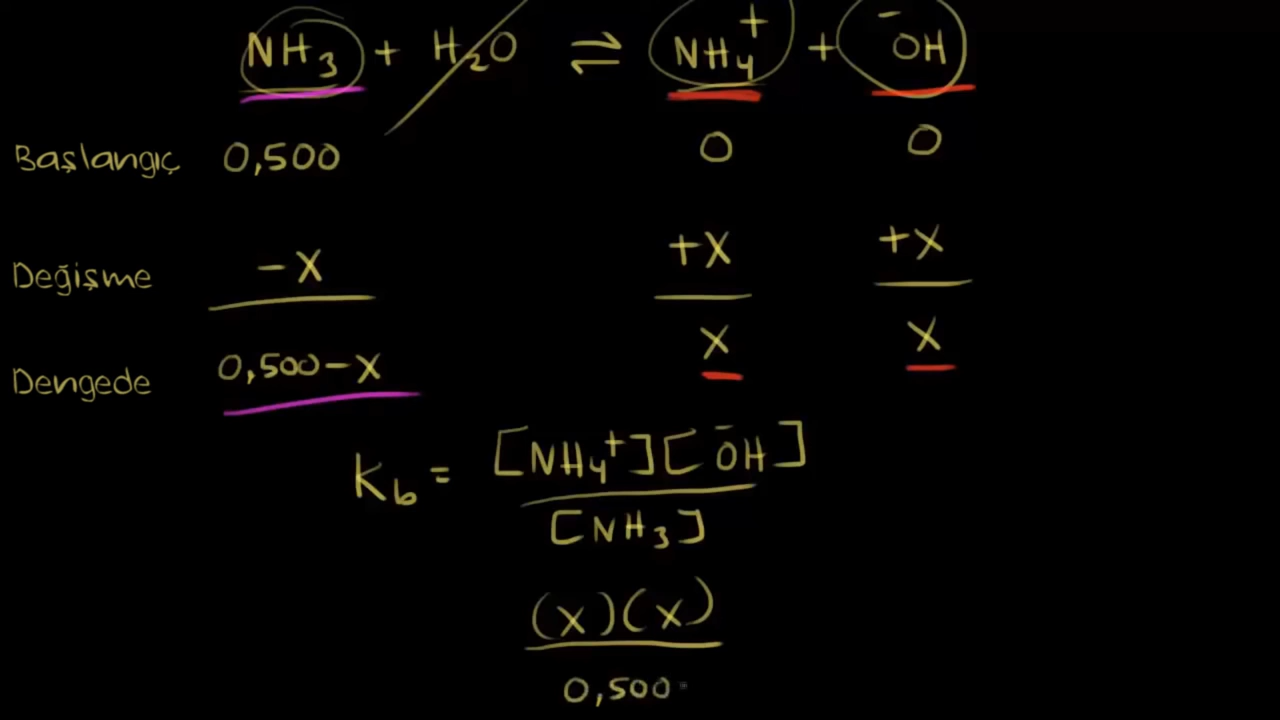 NH₃ + H₂O ⇌ NH₄⁺ + ⁻OH
Başlangıç 0,500 0 0
Değişme -X +X +X
Dengede 0,500-X X X
Kb = [NH₄⁺][⁻OH]
[NH₃]
(X)(X)
0,500